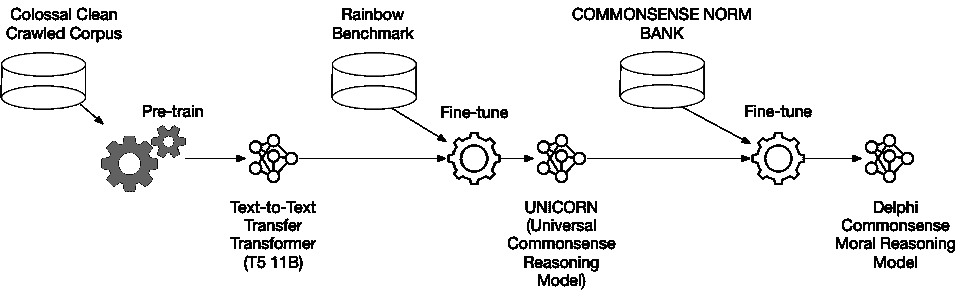 Colossal Clean
Crawled Corpus
Rainbow
Benchmark
COMMONSENSE NORM
BANK
Pre-train
Fine-tune
Fine-tune
Text-to-Text
Transfer
Transformer
(T5 11B)
UNICORN
(Universal
Commonsense
Reasoning
Model)
Delphi
Commonsense
Moral Reasoning
Model